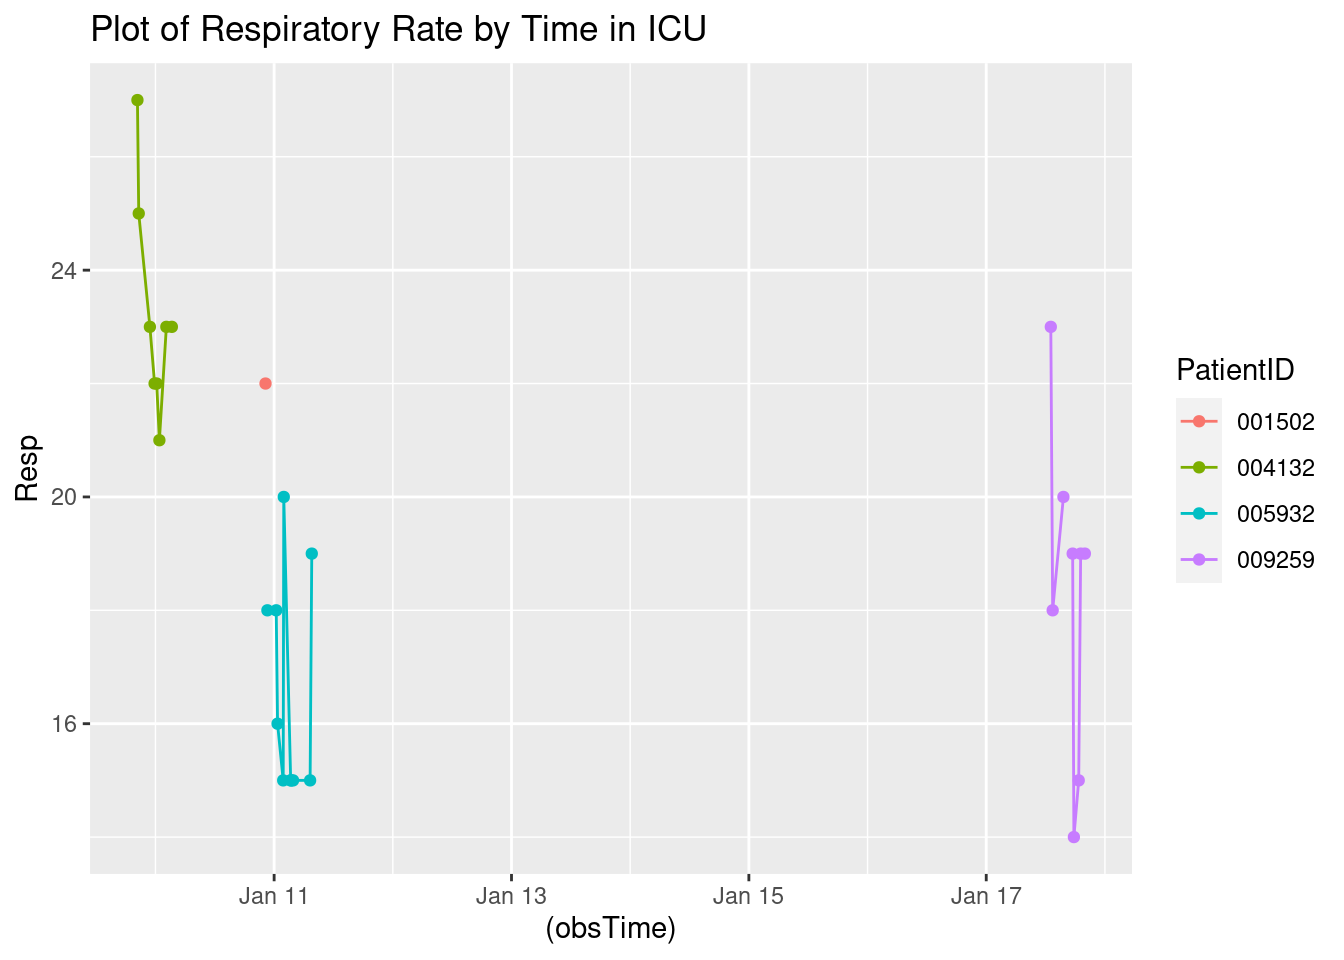 Plot of Respiratory Rate by Time in ICU
Resp
24
20
16
Jan 11
Jan 13
Jan 15
Jan 17
(obsTime)
PatientID
001502
004132
005932
009259